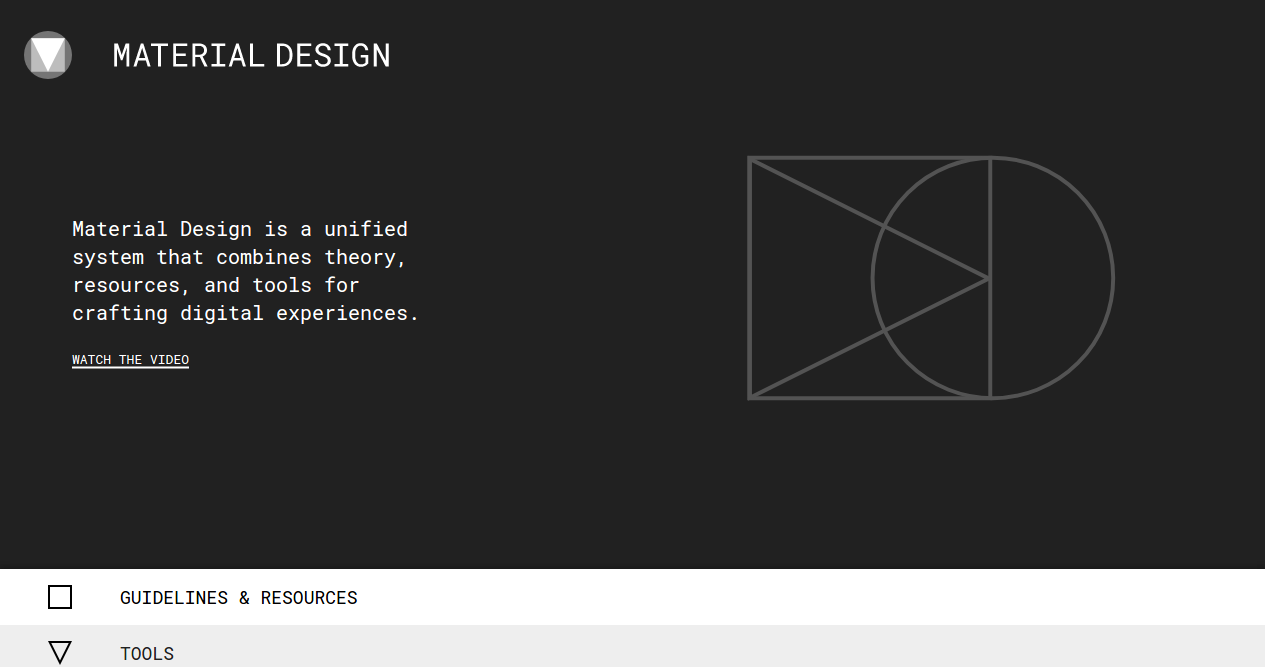 MATERIAL DESIGN
Material Design is a unified
system that combines theory,
resources, and tools for
crafting digital experiences.
WATCH THE VIDEO
GUIDELINES & RESOURCES
TOOLS